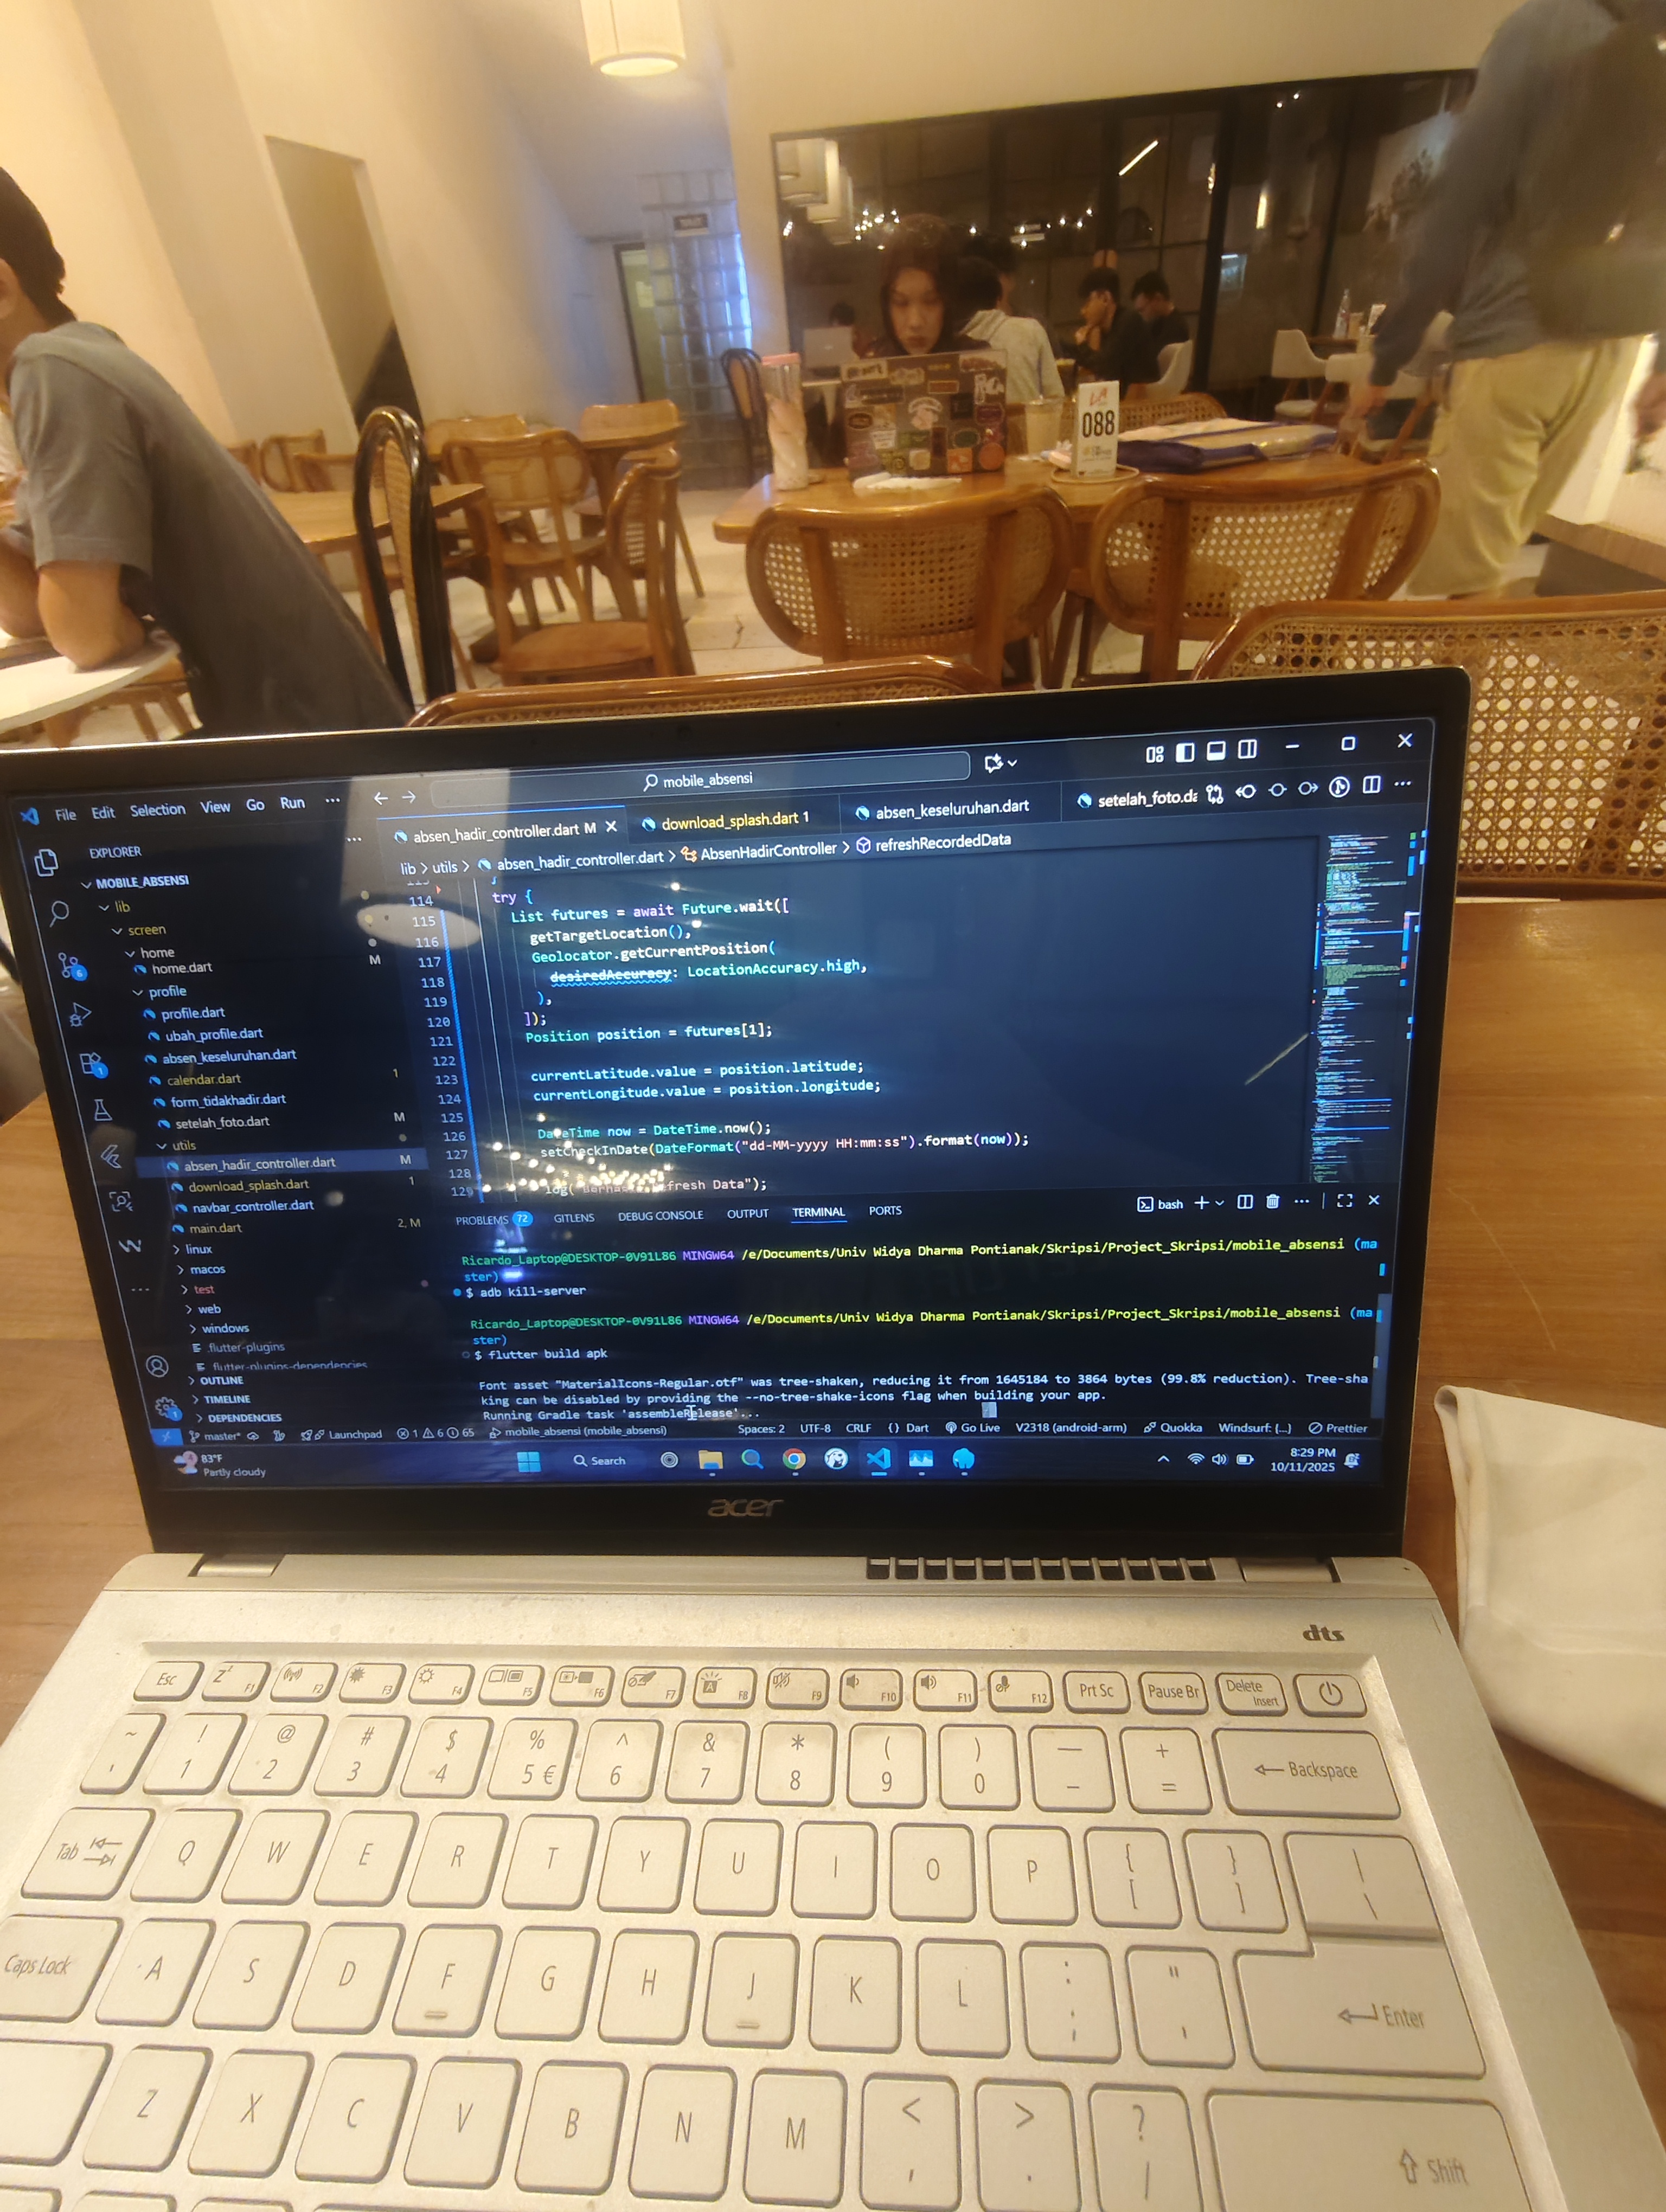 088
mobile_absensi
File Edit Selection View Go Run ...
absen_hadir_controller.dart M
download_splash.dart 1
absen_keseluruhan.dart
setelah_foto.da
lib > utils > absen_hadir_controller.dart > AbsenHadirController > refreshRecordedData
EXPLORER
MOBILE_ABSENSI
lib
screen
home
home.dart M
profile
profile.dart
ubah_profile.dart
absen_keseluruhan.dart
calendar.dart 1
form_tidakhadir.dart
setelah_foto.dart M
utils
absen_hadir_controller.dart M
download_splash.dart 1
navbar_controller.dart
main.dart 2, M
linux
macos
test
web
windows
.flutter-plugins
.flutter-plugins-dependencies
OUTLINE
TIMELINE
DEPENDENCIES
114 try {
115 List futures = await Future.wait([
116 getTargetLocation(),
117 Geolocator.getCurrentPosition(
118 desiredAccuracy: LocationAccuracy.high,
119 ),
120 ]);
121 Position position = futures[1];
122
123 currentLatitude.value = position.latitude;
124 currentLongitude.value = position.longitude;
125
126 DateTime now = DateTime.now();
127 setCheckInDate(DateFormat("dd-MM-yyyy HH:mm:ss").format(now));
128
129 log("Berhasil Refresh Data");
PROBLEMS 72 GITLENS DEBUG CONSOLE OUTPUT TERMINAL PORTS
bash
Ricardo_Laptop@DESKTOP-0V91L86 MINGW64 /e/Documents/Univ Widya Dharma Pontianak/Skripsi/Project_Skripsi/mobile_absensi (ma
ster)
$ adb kill-server
Ricardo_Laptop@DESKTOP-0V91L86 MINGW64 /e/Documents/Univ Widya Dharma Pontianak/Skripsi/Project_Skripsi/mobile_absensi (ma
ster)
$ flutter build apk
Font asset "MaterialIcons-Regular.otf" was tree-shaken, reducing it from 1645184 to 3864 bytes (99.8% reduction). Tree-sha
king can be disabled by providing the --no-tree-shake-icons flag when building your app.
Running Gradle task 'assembleRelease'...
master* Launchpad 1 6 65 mobile_absensi (mobile_absensi) Spaces: 2 UTF-8 CRLF {} Dart Go Live V2318 (android-arm) Quokka Windsurf: {...} Prettier
83°F
Partly cloudy
Search
8:29 PM
10/11/2025
acer
dts
Esc F1 F2 F3 F4 F5 F6 F7 F8 F9 F10 F11 F12 Prt Sc Pause Br Delete Insert
~ ! @ # $ % ^ & * ( ) — +
1 2 3 4 5 € 6 7 8 9 0 - = Backspace
Tab Q W E R T Y U I O P { [ } ] | \
Caps Lock A S D F G H J K L : ; " ' Enter
Z X C V B N M < , > . ? / Shift